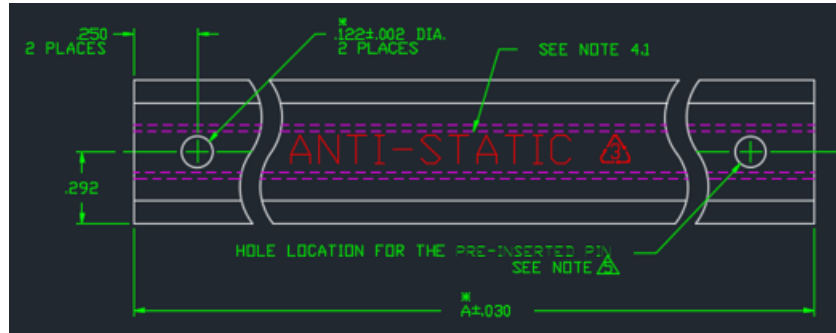 .250
2 PLACES
*
.122±.002 DIA.
2 PLACES
SEE NOTE 4.1
ANTI-STATIC 3
.292
HOLE LOCATION FOR THE PRE-INSERTED PIN
SEE NOTE 5
*
A±.030